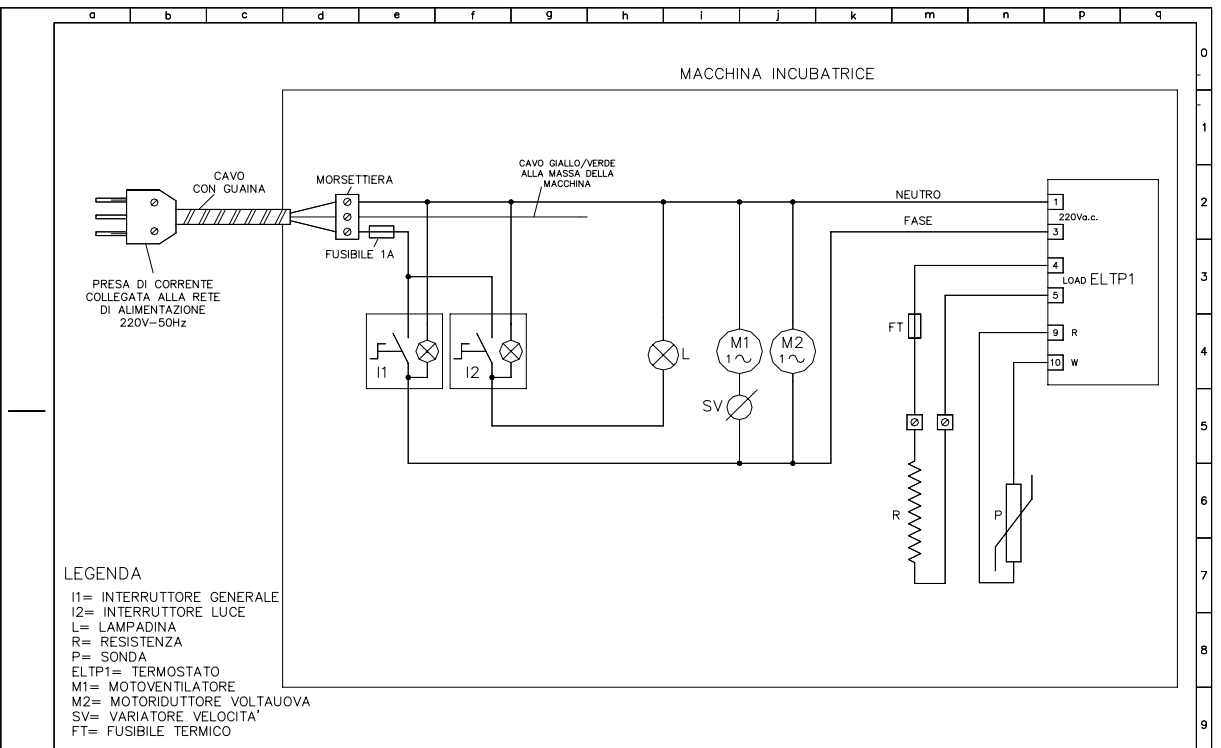 a b c d e f g h i j k m n p q
0
1
2
3
4
5
6
7
8
9
MACCHINA INCUBATRICE
CAVO
CON GUAINA
MORSETTIERA
CAVO GIALLO/VERDE
ALLA MASSA DELLA
MACCHINA
NEUTRO
FASE
FUSIBILE 1A
PRESA DI CORRENTE
COLLEGATA ALLA RETE
DI ALIMENTAZIONE
220V-50Hz
1
220Va.c.
3
4
LOAD ELTP1
5
9 R
10 W
I1
I2
L
M1
1~
M2
1~
SV
FT
R
P
LEGENDA
I1= INTERRUTTORE GENERALE
I2= INTERRUTTORE LUCE
L= LAMPADINA
R= RESISTENZA
P= SONDA
ELTP1= TERMOSTATO
M1= MOTOVENTILATORE
M2= MOTORIDUTTORE VOLTAUOVA
SV= VARIATORE VELOCITA'
FT= FUSIBILE TERMICO